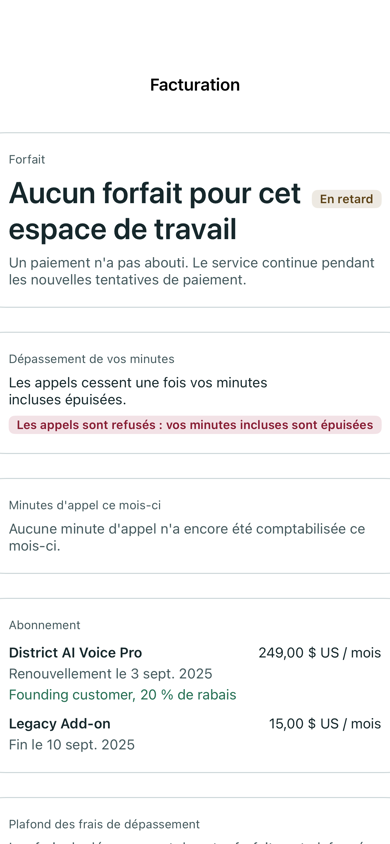 Facturation
Forfait
Aucun forfait pour cet
espace de travail
En retard
Un paiement n'a pas abouti. Le service continue pendant
les nouvelles tentatives de paiement.
Dépassement de vos minutes
Les appels cessent une fois vos minutes
incluses épuisées.
Les appels sont refusés : vos minutes incluses sont épuisées
Minutes d'appel ce mois-ci
Aucune minute d'appel n'a encore été comptabilisée ce
mois-ci.
Abonnement
District AI Voice Pro
249,00 $ US / mois
Renouvellement le 3 sept. 2025
Founding customer, 20 % de rabais
Legacy Add-on
15,00 $ US / mois
Fin le 10 sept. 2025
Plafond des frais de dépassement